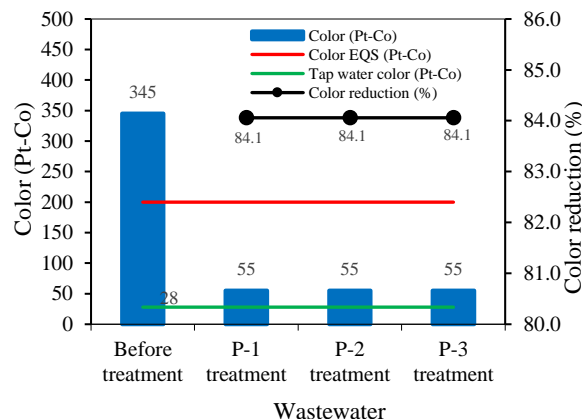 500
450
400
350
300
250
200
150
100
50
0
Color (Pt-Co)
86.0
85.0
84.0
83.0
82.0
81.0
80.0
Color reduction (%)
Color (Pt-Co)
Color EQS (Pt-Co)
Tap water color (Pt-Co)
Color reduction (%)
345
84.1
84.1
84.1
28
55
55
55
Before treatment
P-1 treatment
P-2 treatment
P-3 treatment
Wastewater